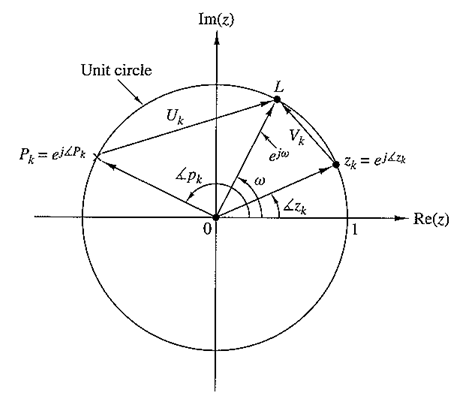 Im(z)
Unit circle
L
U_k
V_k
P_k = e^{j∡P_k}
e^{jω}
z_k = e^{j∡z_k}
∡p_k
ω
∡z_k
0
1
Re(z)